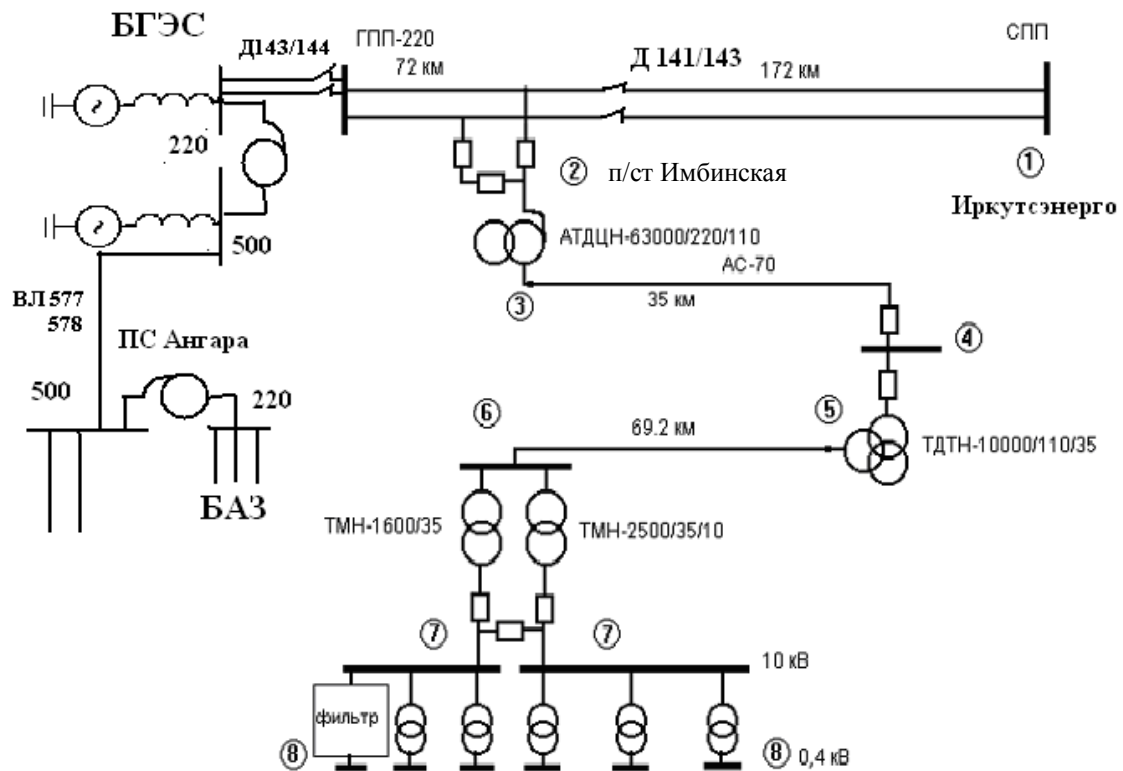 БГЭС
Д143/144
ГПП-220
72 км
Д 141/143
172 км
СПП
220
500
②
п/ст Имбинская
①
Иркутсэнерго
АТДЦН-63000/220/110
АС-70
35 км
③
④
ВЛ 577
578
ПС Ангара
500
220
БАЗ
⑥
69.2 км
⑤
ТДТН-10000/110/35
ТМН-1600/35
ТМН-2500/35/10
⑦
⑦
10 кВ
фильтр
⑧
⑧
0,4 кВ
~
~